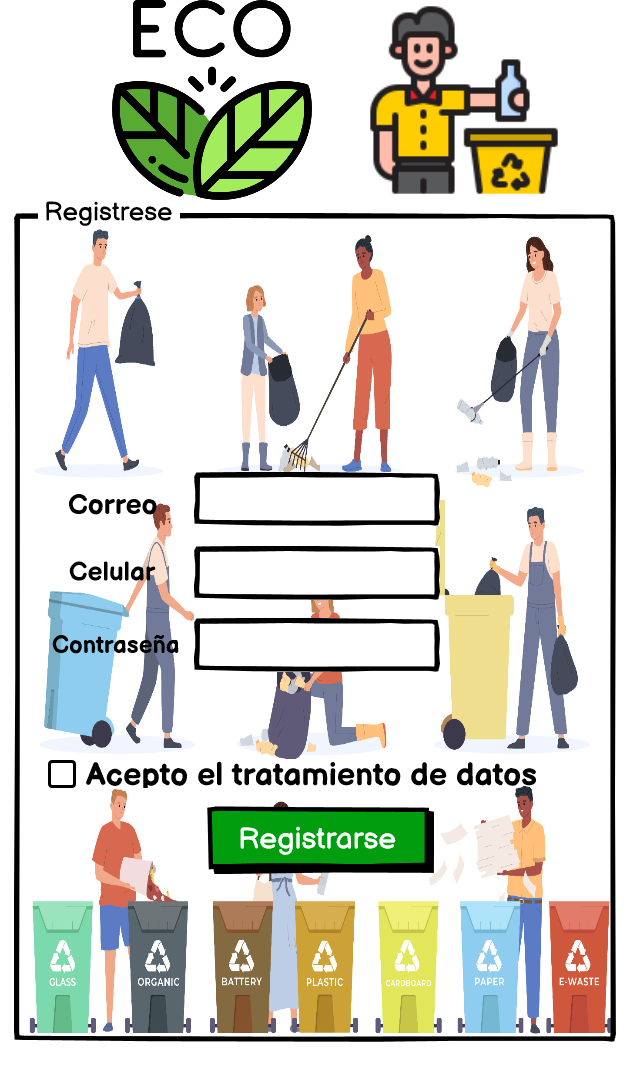 ECO
Registrese
Correo
Celular
Contraseña
Acepto el tratamiento de datos
Registrarse
GLASS
ORGANIC
BATTERY
PLASTIC
CARDBOARD
PAPER
E-WASTE